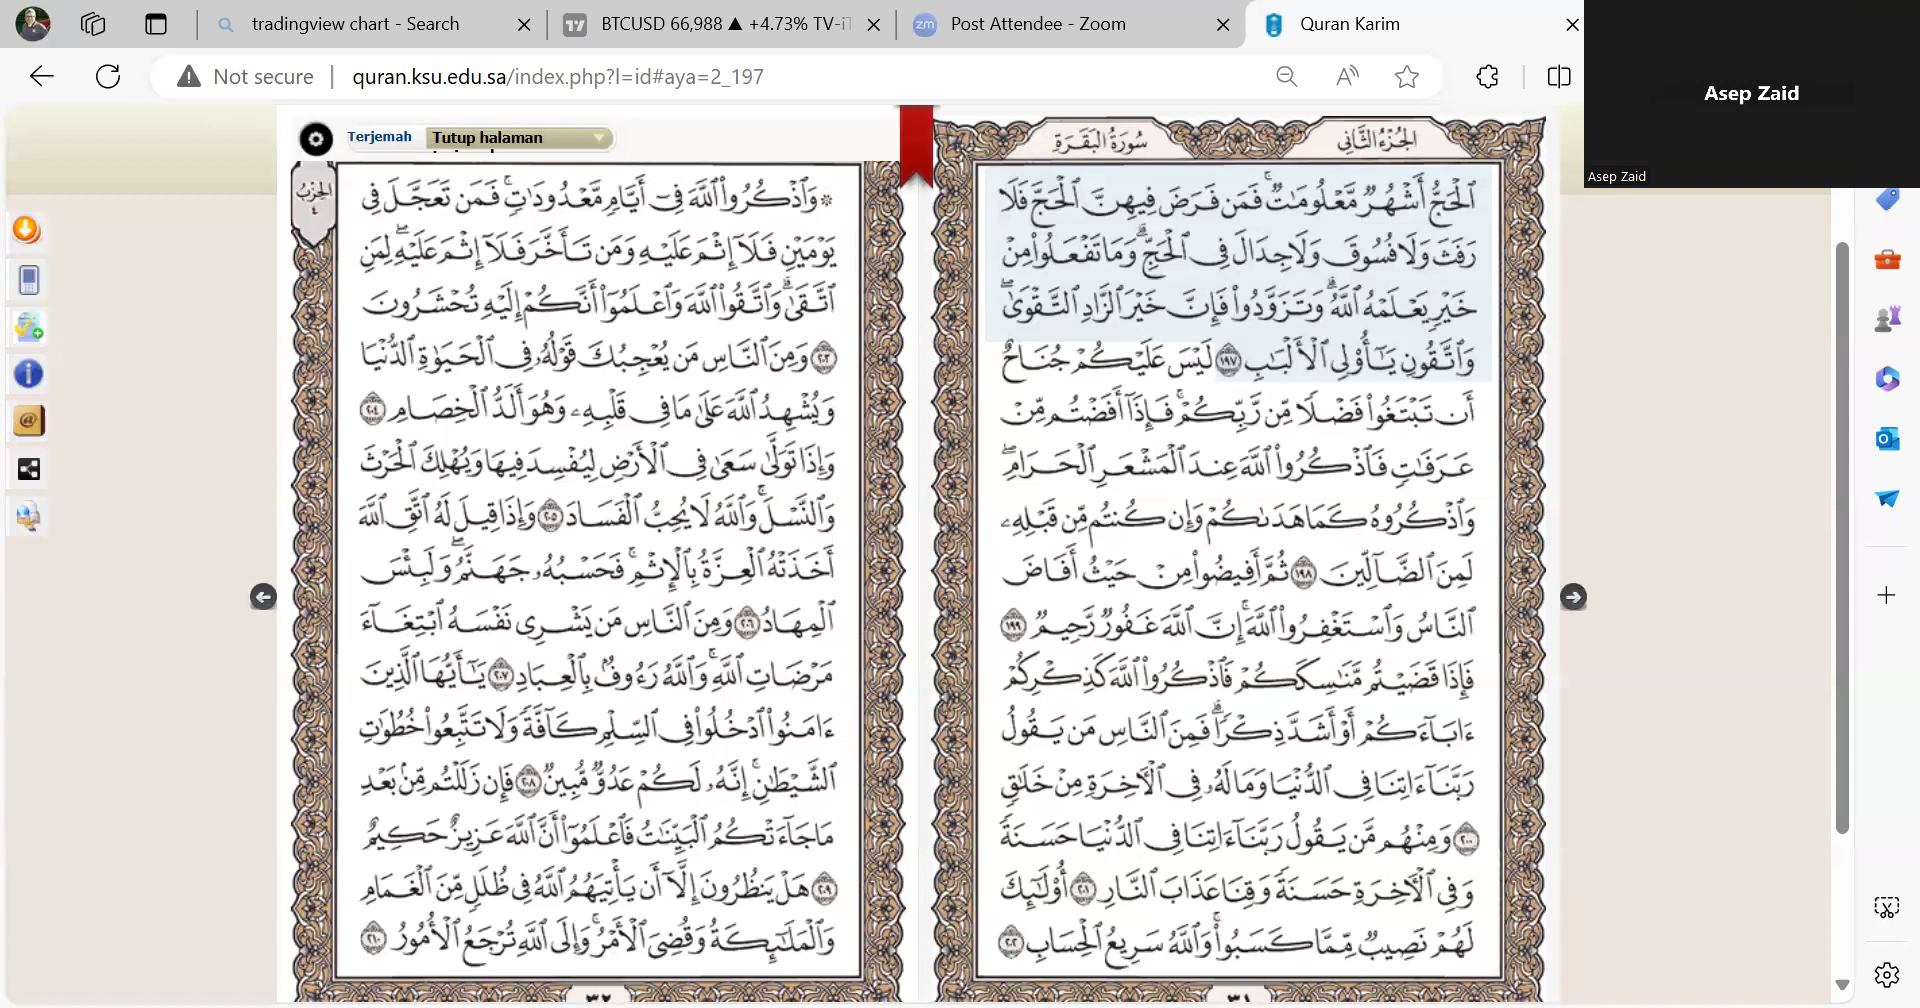 tradingview chart - Search
BTCUSD 66,988 ▲ +4.73% TV-iT
zm Post Attendee - Zoom
Quran Karim
Not secure | quran.ksu.edu.sa/index.php?l=id#aya=2_197
Asep Zaid
Asep Zaid
Terjemah Tutup halaman
سُورَةُ البَقَرَةِ
الجُزْءُ الثَّانِي
ٱلْحَجُّ أَشْهُرٌ مَّعْلُومَـٰتٌ ۚ فَمَن فَرَضَ فِيهِنَّ ٱلْحَجَّ فَلَا
رَفَثَ وَلَا فُسُوقَ وَلَا جِدَالَ فِى ٱلْحَجِّ ۗ وَمَا تَفْعَلُوا۟ مِنْ
خَيْرٍ يَعْلَمْهُ ٱللَّهُ ۗ وَتَزَوَّدُوا۟ فَإِنَّ خَيْرَ ٱلزَّادِ ٱلتَّقْوَىٰ ۖ
وَٱتَّقُونِ يَـٰٓأُو۟لِى ٱلْأَلْبَـٰبِ ١٩٧ لَيْسَ عَلَيْكُمْ جُنَاحٌ
أَن تَبْتَغُوا۟ فَضْلًا مِّن رَّبِّكُمْ ۚ فَإِذَآ أَفَضْتُم مِّنْ
عَرَفَـٰتٍ فَٱذْكُرُوا۟ ٱللَّهَ عِندَ ٱلْمَشْعَرِ ٱلْحَرَامِ ۖ
وَٱذْكُرُوهُ كَمَا هَدَىٰكُمْ وَإِن كُنتُم مِّن قَبْلِهِۦ
لَمِنَ ٱلضَّآلِّينَ ١٩٨ ثُمَّ أَفِيضُوا۟ مِنْ حَيْثُ أَفَاضَ
ٱلنَّاسُ وَٱسْتَغْفِرُوا۟ ٱللَّهَ ۚ إِنَّ ٱللَّهَ غَفُورٌ رَّحِيمٌ ١٩٩
فَإِذَا قَضَيْتُم مَّنَـٰسِكَكُمْ فَٱذْكُرُوا۟ ٱللَّهَ كَذِكْرِكُمْ
ءَابَآءَكُمْ أَوْ أَشَدَّ ذِكْرًا ۗ فَمِنَ ٱلنَّاسِ مَن يَقُولُ
رَبَّنَآ ءَاتِنَا فِى ٱلدُّنْيَا وَمَا لَهُۥ فِى ٱلْـَٔاخِرَةِ مِنْ خَلَـٰقٍ
٢٠٠ وَمِنْهُم مَّن يَقُولُ رَبَّنَآ ءَاتِنَا فِى ٱلدُّنْيَا حَسَنَةً
وَفِى ٱلْـَٔاخِرَةِ حَسَنَةً وَقِنَا عَذَابَ ٱلنَّارِ ٢٠١ أُو۟لَـٰٓئِكَ
لَهُمْ نَصِيبٌ مِّمَّا كَسَبُوا۟ ۚ وَٱللَّهُ سَرِيعُ ٱلْحِسَابِ ٢٠٢
٣١
الحِزْبُ
٤
۞ وَٱذْكُرُوا۟ ٱللَّهَ فِىٓ أَيَّامٍ مَّعْدُودَٰتٍ ۚ فَمَن تَعَجَّلَ فِى
يَوْمَيْنِ فَلَآ إِثْمَ عَلَيْهِ وَمَن تَأَخَّرَ فَلَآ إِثْمَ عَلَيْهِ ۚ لِمَنِ
ٱتَّقَىٰ ۗ وَٱتَّقُوا۟ ٱللَّهَ وَٱعْلَمُوٓا۟ أَنَّكُمْ إِلَيْهِ تُحْشَرُونَ
٢٠٣ وَمِنَ ٱلنَّاسِ مَن يُعْجِبُكَ قَوْلُهُۥ فِى ٱلْحَيَوٰةِ ٱلدُّنْيَا
وَيُشْهِدُ ٱللَّهَ عَلَىٰ مَا فِى قَلْبِهِۦ وَهُوَ أَلَدُّ ٱلْخِصَامِ ٢٠٤
وَإِذَا تَوَلَّىٰ سَعَىٰ فِى ٱلْأَرْضِ لِيُفْسِدَ فِيهَا وَيُهْلِكَ ٱلْحَرْثَ
وَٱلنَّسْلَ ۗ وَٱللَّهُ لَا يُحِبُّ ٱلْفَسَادَ ٢٠٥ وَإِذَا قِيلَ لَهُ ٱتَّقِ ٱللَّهَ
أَخَذَتْهُ ٱلْعِزَّةُ بِٱلْإِثْمِ ۚ فَحَسْبُهُۥ جَهَنَّمُ ۖ وَلَبِئْسَ
ٱلْمِهَادُ ٢٠٦ وَمِنَ ٱلنَّاسِ مَن يَشْرِى نَفْسَهُ ٱبْتِغَآءَ
مَرْضَاتِ ٱللَّهِ ۗ وَٱللَّهُ رَءُوفٌۢ بِٱلْعِبَادِ ٢٠٧ يَـٰٓأَيُّهَا ٱلَّذِينَ
ءَامَنُوا۟ ٱدْخُلُوا۟ فِى ٱلسِّلْمِ كَآفَّةً وَلَا تَتَّبِعُوا۟ خُطُوَٰتِ
ٱلشَّيْطَـٰنِ ۚ إِنَّهُۥ لَكُمْ عَدُوٌّ مُّبِينٌ ٢٠٨ فَإِن زَلَلْتُم مِّنۢ بَعْدِ
مَا جَآءَتْكُمُ ٱلْبَيِّنَـٰتُ فَٱعْلَمُوٓا۟ أَنَّ ٱللَّهَ عَزِيزٌ حَكِيمٌ
٢٠٩ هَلْ يَنظُرُونَ إِلَّآ أَن يَأْتِيَهُمُ ٱللَّهُ فِى ظُلَلٍ مِّنَ ٱلْغَمَامِ
وَٱلْمَلَـٰٓئِكَةُ وَقُضِىَ ٱلْأَمْرُ ۚ وَإِلَى ٱللَّهِ تُرْجَعُ ٱلْأُمُورُ ٢١٠
٣٢